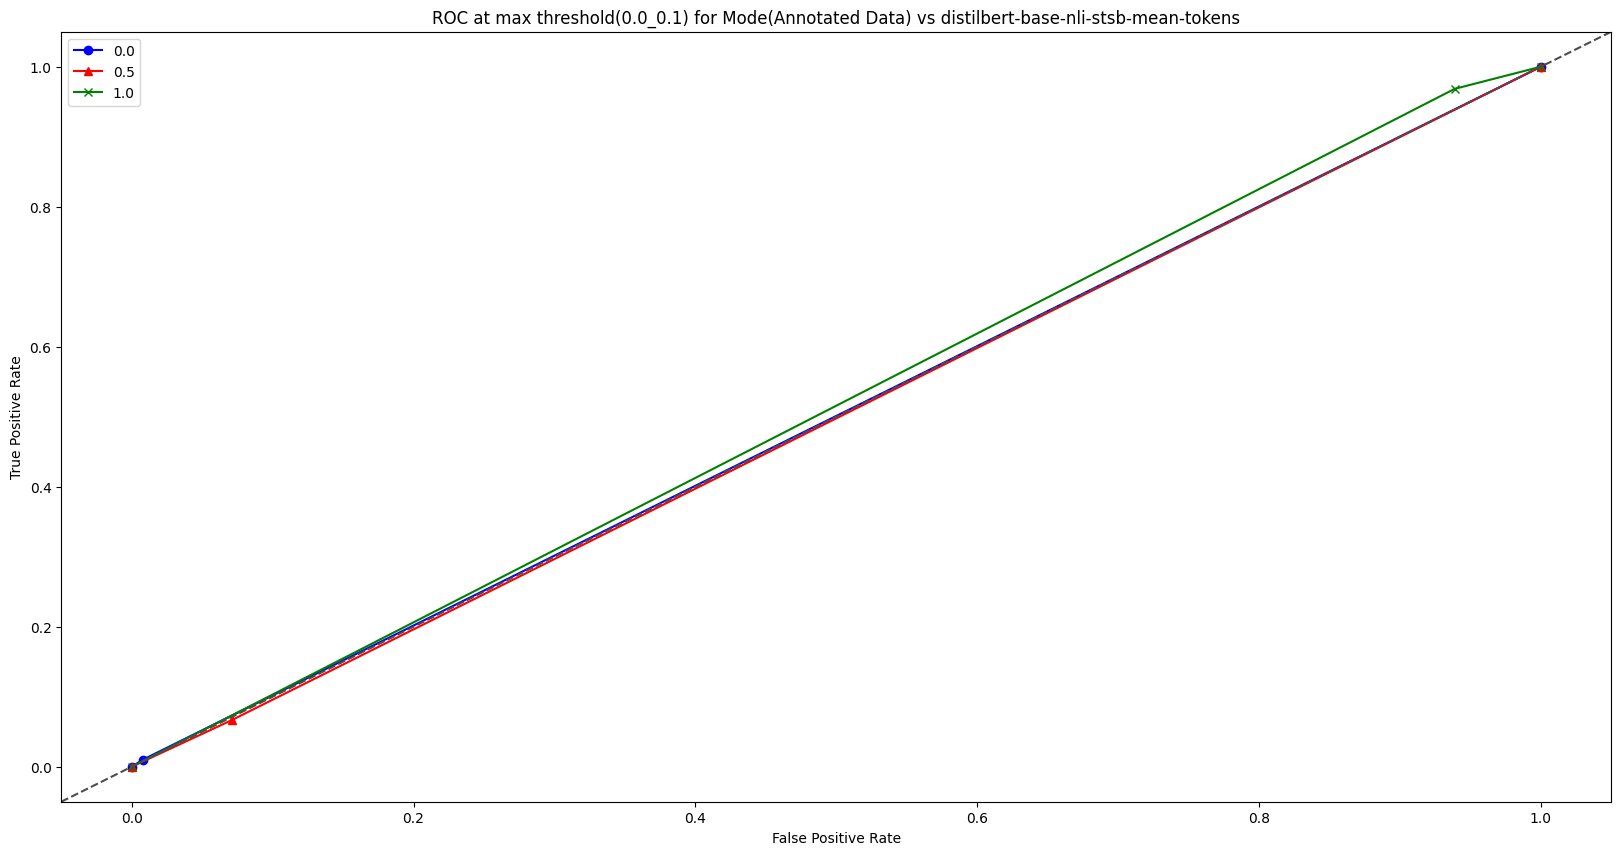 ROC at max threshold(0.0_0.1) for Mode(Annotated Data) vs distilbert-base-nli-stsb-mean-tokens
0.0
0.5
1.0
True Positive Rate
1.0
0.8
0.6
0.4
0.2
0.0
0.0 0.2 0.4 0.6 0.8 1.0
False Positive Rate